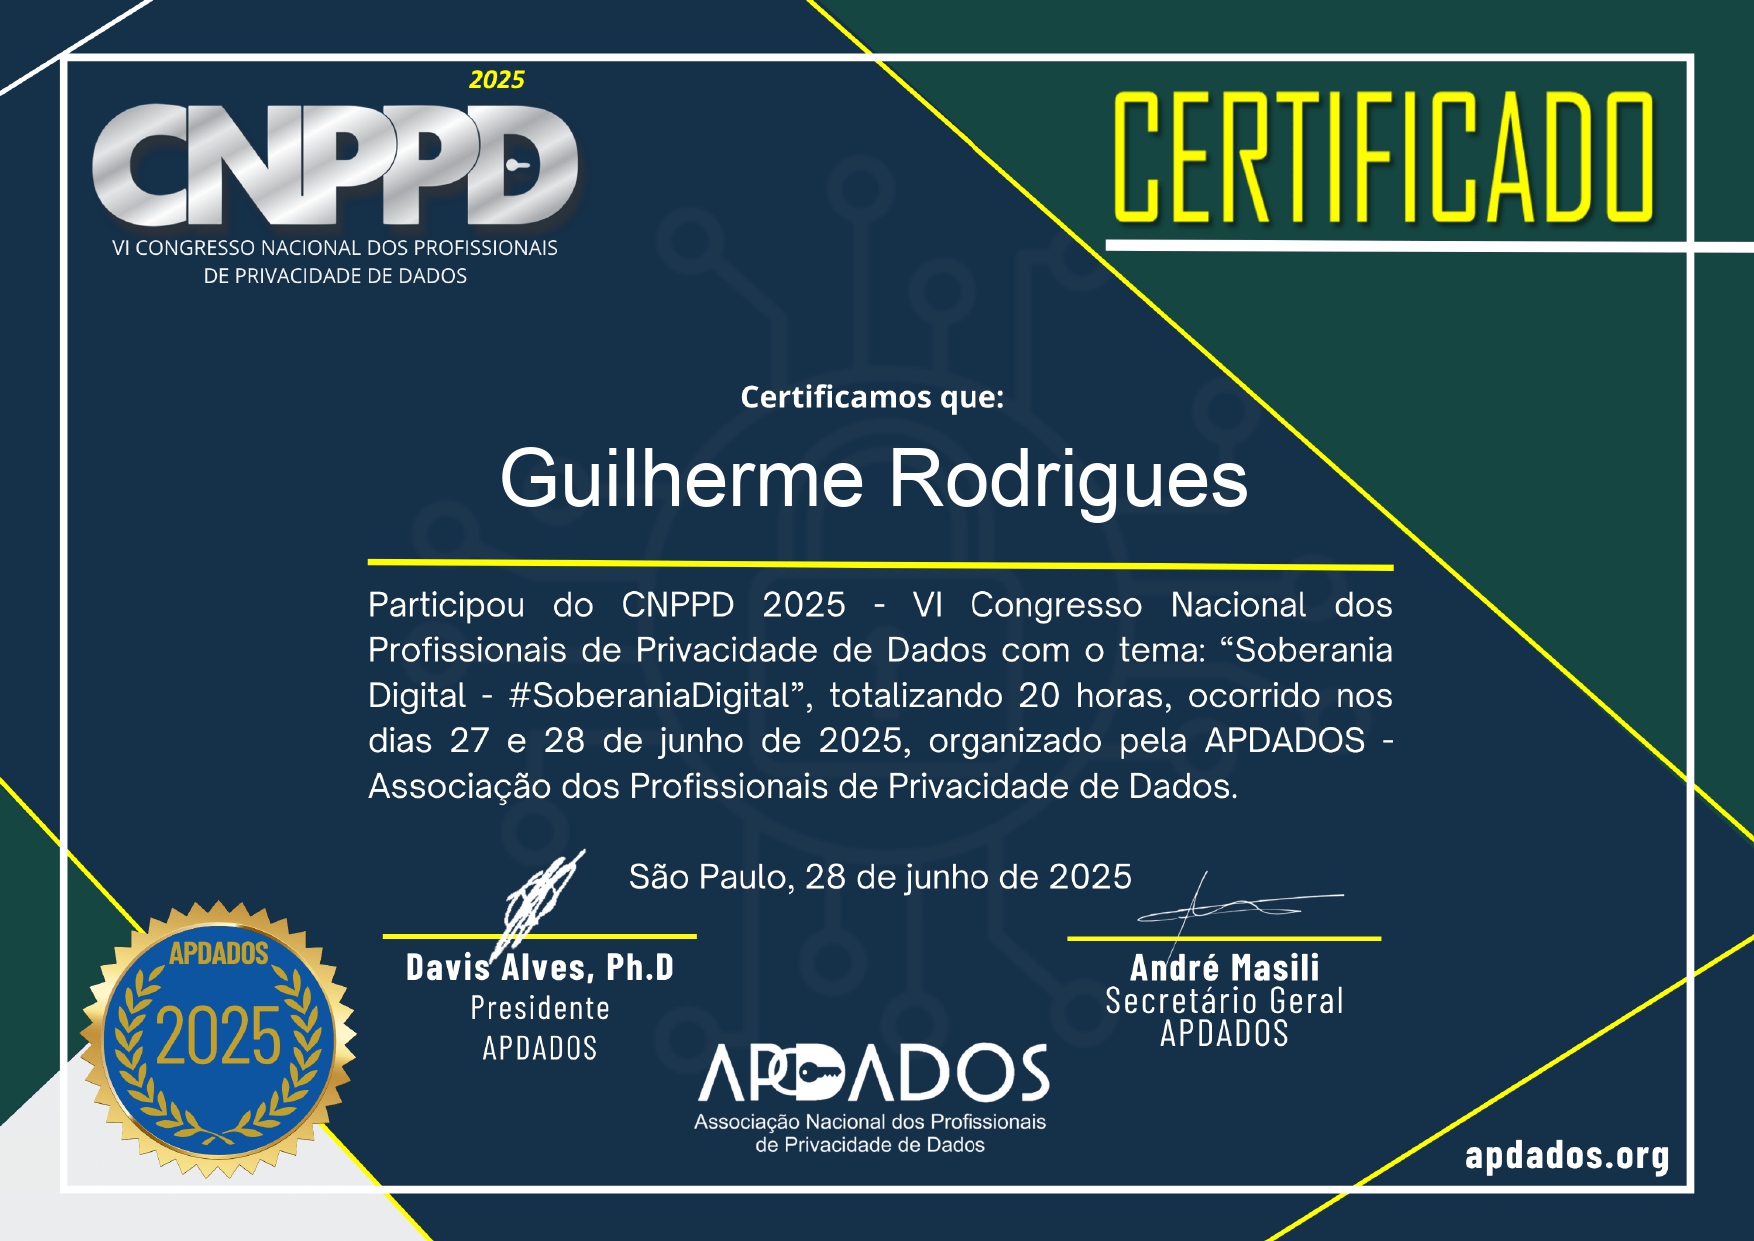 2025
CNPPD
VI CONGRESSO NACIONAL DOS PROFISSIONAIS
DE PRIVACIDADE DE DADOS
CERTIFICADO
Certificamos que:
Guilherme Rodrigues
Participou do CNPPD 2025 - VI Congresso Nacional dos
Profissionais de Privacidade de Dados com o tema: “Soberania
Digital - #SoberaniaDigital”, totalizando 20 horas, ocorrido nos
dias 27 e 28 de junho de 2025, organizado pela APDADOS -
Associação dos Profissionais de Privacidade de Dados.
São Paulo, 28 de junho de 2025
Davis Alves, Ph.D
Presidente
APDADOS
André Masili
Secretário Geral
APDADOS
APDADOS
2025
APDADOS
Associação Nacional dos Profissionais
de Privacidade de Dados
apdados.org